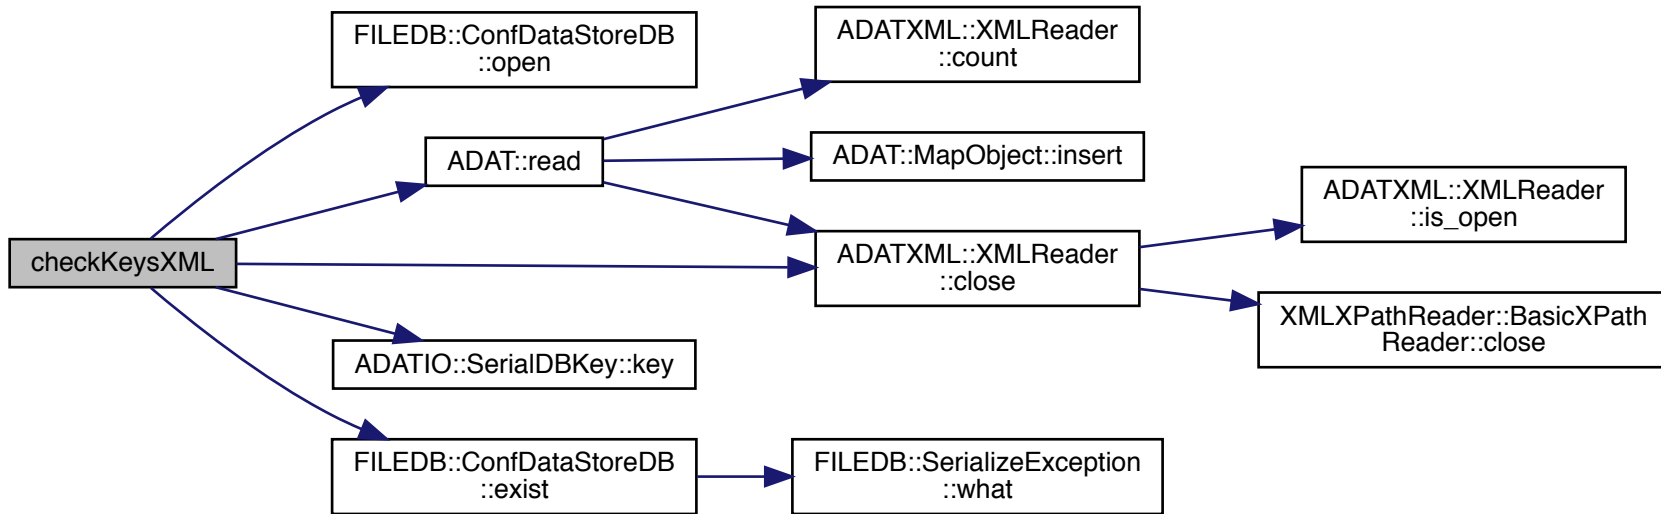 checkKeysXML
FILEDB::ConfDataStoreDB
::open
ADAT::read
ADATXML::XMLReader
::count
ADAT::MapObject::insert
ADATXML::XMLReader
::close
ADATXML::XMLReader
::is_open
XMLXPathReader::BasicXPath
Reader::close
ADATIO::SerialDBKey::key
FILEDB::ConfDataStoreDB
::exist
FILEDB::SerializeException
::what